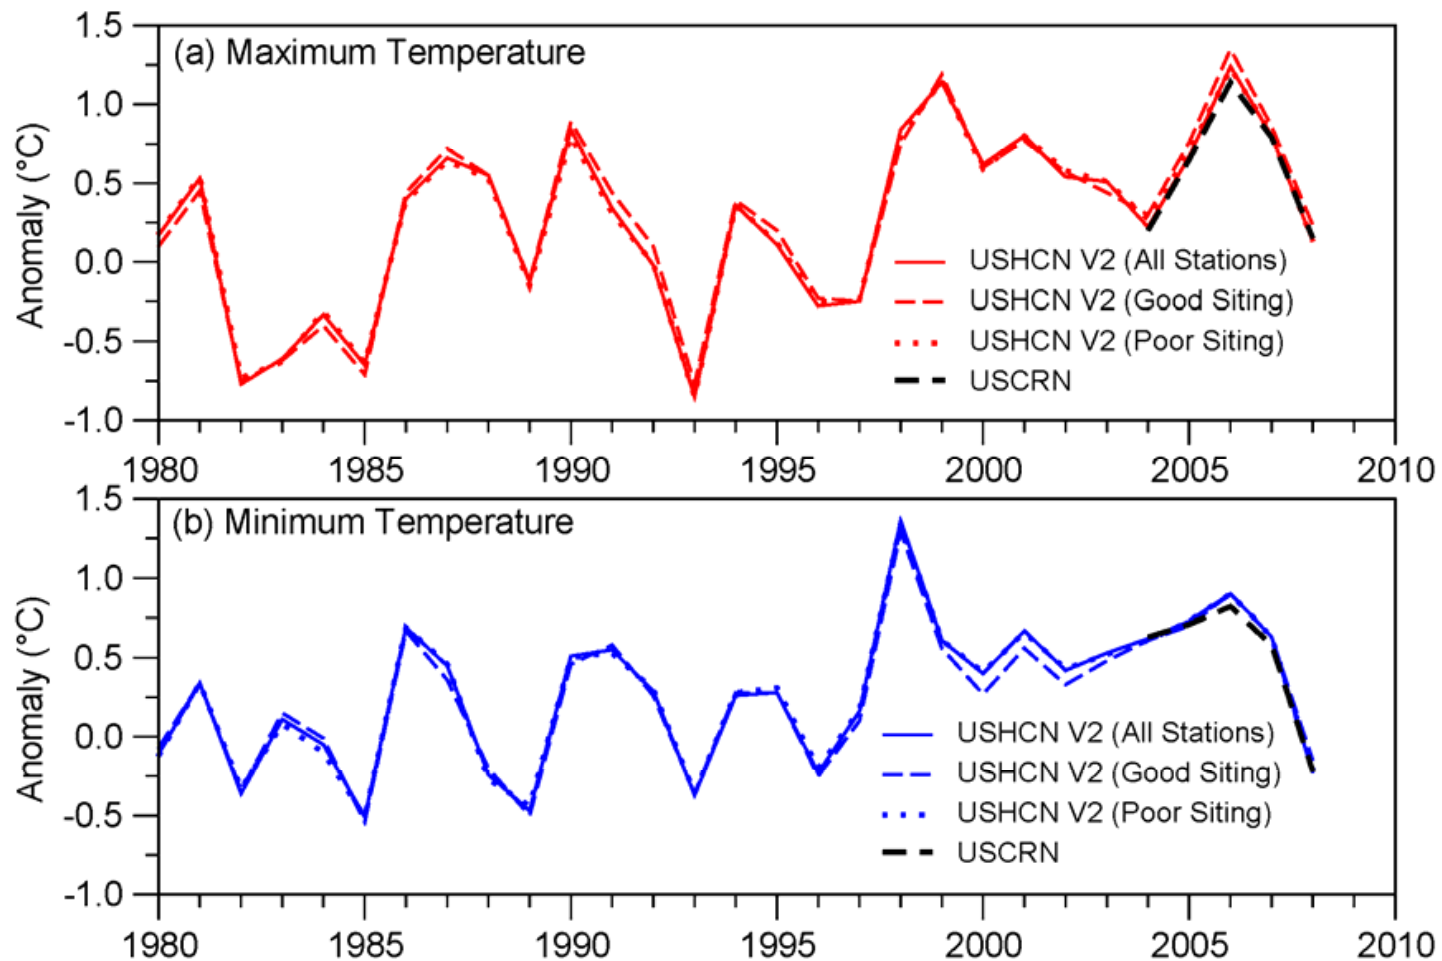 (a) Maximum Temperature
Anomaly (°C)
1.5
1.0
0.5
0.0
-0.5
-1.0
USHCN V2 (All Stations)
USHCN V2 (Good Siting)
USHCN V2 (Poor Siting)
USCRN
1980 1985 1990 1995 2000 2005 2010
(b) Minimum Temperature
Anomaly (°C)
1.5
1.0
0.5
0.0
-0.5
-1.0
USHCN V2 (All Stations)
USHCN V2 (Good Siting)
USHCN V2 (Poor Siting)
USCRN
1980 1985 1990 1995 2000 2005 2010